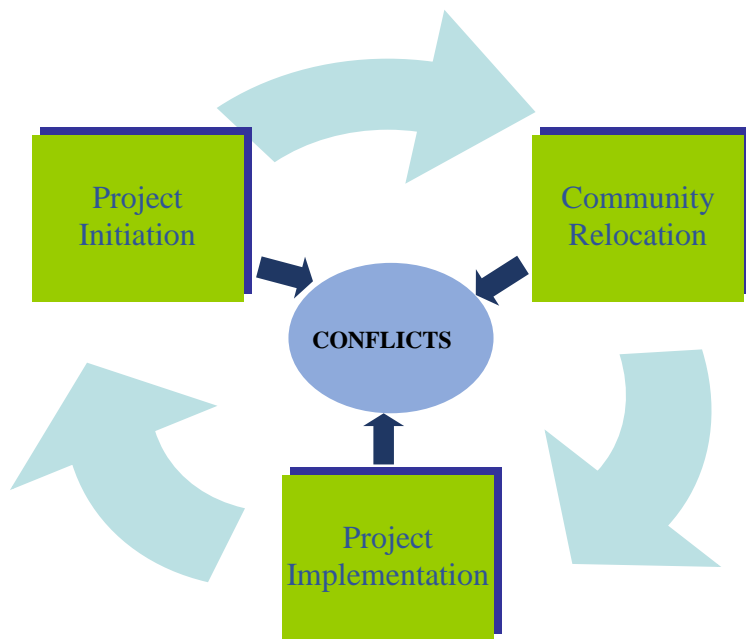 Project
Initiation
Community
Relocation
CONFLICTS
Project
Implementation